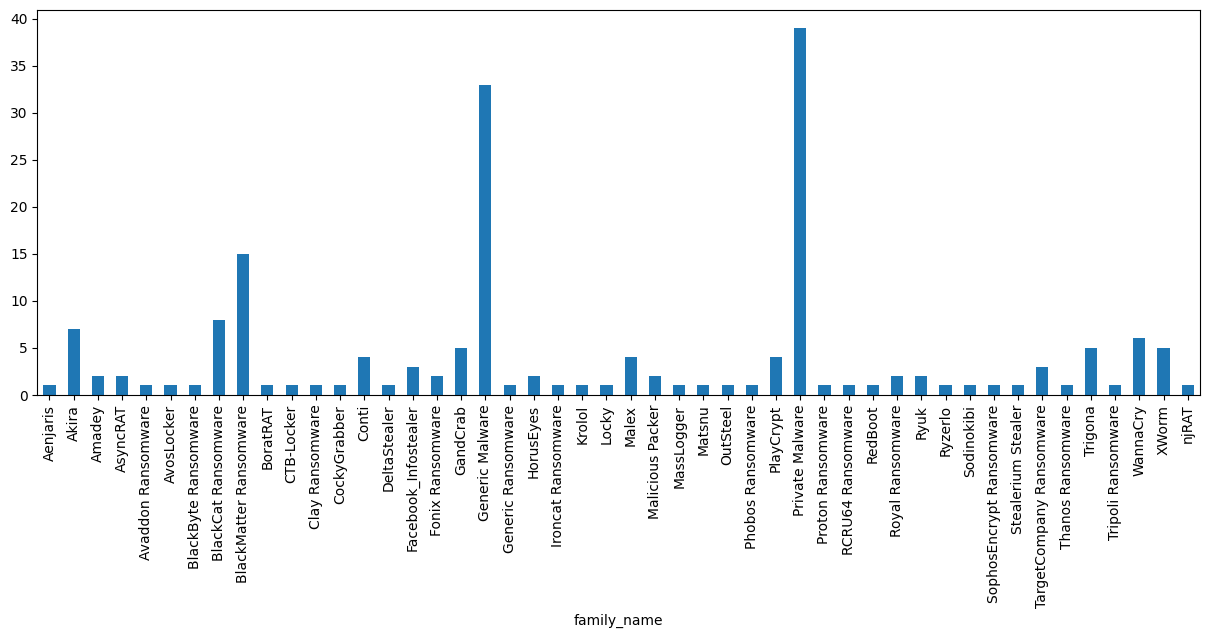 40
35
30
25
20
15
10
5
0
Aenjaris
Akira
Amadey
AsyncRAT
Avaddon Ransomware
AvosLocker
BlackByte Ransomware
BlackCat Ransomware
BlackMatter Ransomware
BoratRAT
CTB-Locker
Clay Ransomware
CockyGrabber
Conti
DeltaStealer
Facebook_Infostealer
Fonix Ransomware
GandCrab
Generic Malware
Generic Ransomware
HorusEyes
Ironcat Ransomware
Krolol
Locky
Malex
Malicious Packer
MassLogger
Matsnu
OutSteel
Phobos Ransomware
PlayCrypt
Private Malware
Proton Ransomware
RCRU64 Ransomware
RedBoot
Royal Ransomware
Ryuk
Ryzerlo
Sodinokibi
SophosEncrypt Ransomware
Stealerium Stealer
TargetCompany Ransomware
Thanos Ransomware
Trigona
Tripoli Ransomware
WannaCry
XWorm
njRAT
family_name